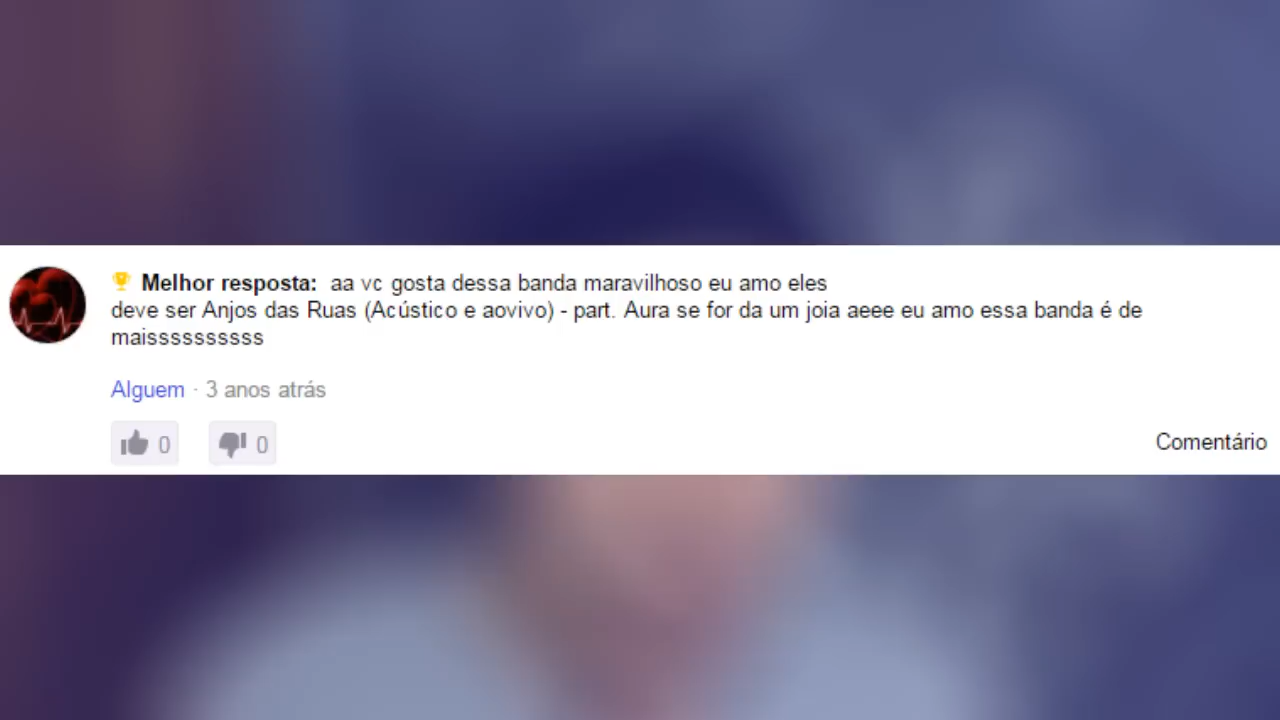 Melhor resposta: aa vc gosta dessa banda maravilhoso eu amo eles
deve ser Anjos das Ruas (Acústico e aovivo) - part. Aura se for da um joia aeee eu amo essa banda é de
maissssssssss
Alguem · 3 anos atrás
0 0
Comentário